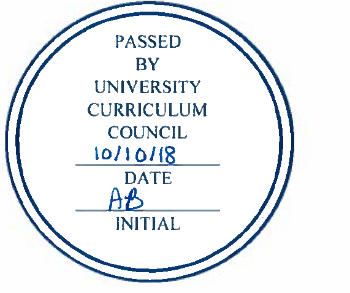 PASSED
BY
UNIVERSITY
CURRICULUM
COUNCIL
10/10/18
DATE
AB
INITIAL